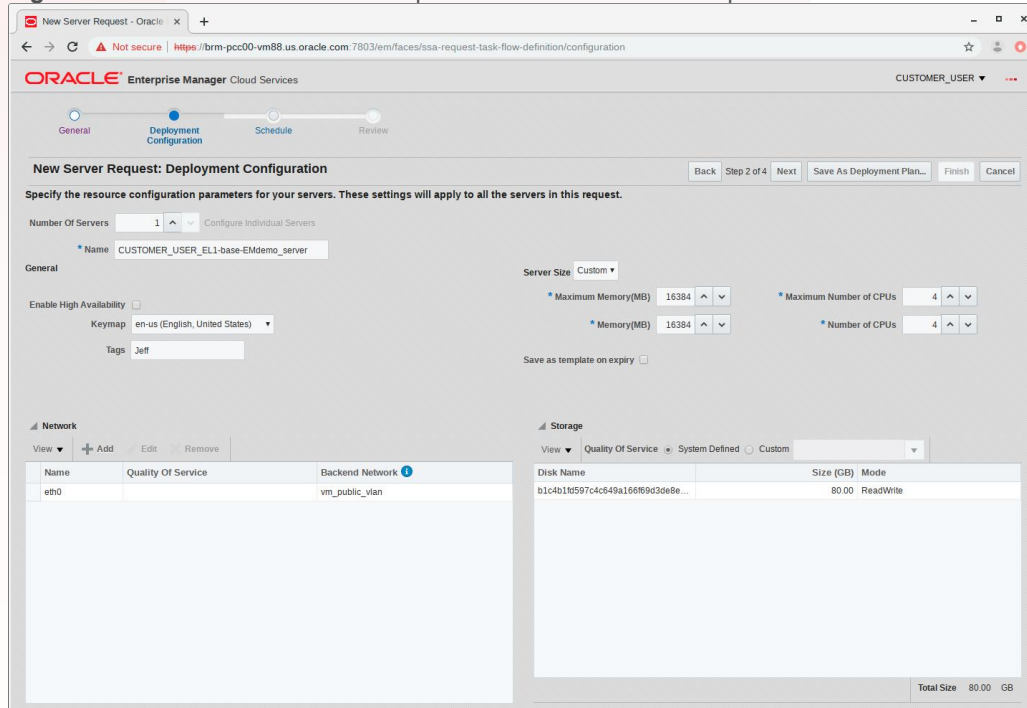 New Server Request - Oracle
Not secure | https://brm-pcc00-vm88.us.oracle.com:7803/em/faces/ssa-request-task-flow-definition/configuration
ORACLE Enterprise Manager Cloud Services
CUSTOMER_USER
General
Deployment Configuration
Schedule
Review
New Server Request: Deployment Configuration
Back Step 2 of 4 Next Save As Deployment Plan... Finish Cancel
Specify the resource configuration parameters for your servers. These settings will apply to all the servers in this request.
Number Of Servers 1 Configure Individual Servers
* Name CUSTOMER_USER_EL1-base-EMdemo_server
General
Enable High Availability
Keymap en-us (English, United States)
Tags Jeff
Server Size Custom
* Maximum Memory(MB) 16384 * Maximum Number of CPUs 4
* Memory(MB) 16384 * Number of CPUs 4
Save as template on expiry
Network
View Add Edit Remove
Name Quality Of Service Backend Network
eth0 vm_public_vlan
Storage
View Quality Of Service System Defined Custom
Disk Name Size (GB) Mode
b1c4b1fd597c4c649a166f69d3de8e... 80.00 ReadWrite
Total Size 80.00 GB